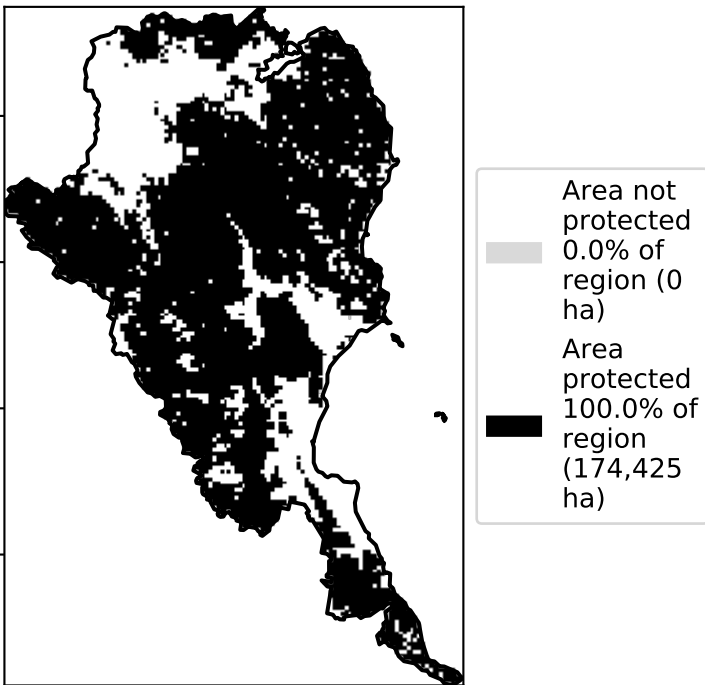 Area not
protected
0.0% of
region (0
ha)
Area
protected
100.0% of
region
(174,425
ha)